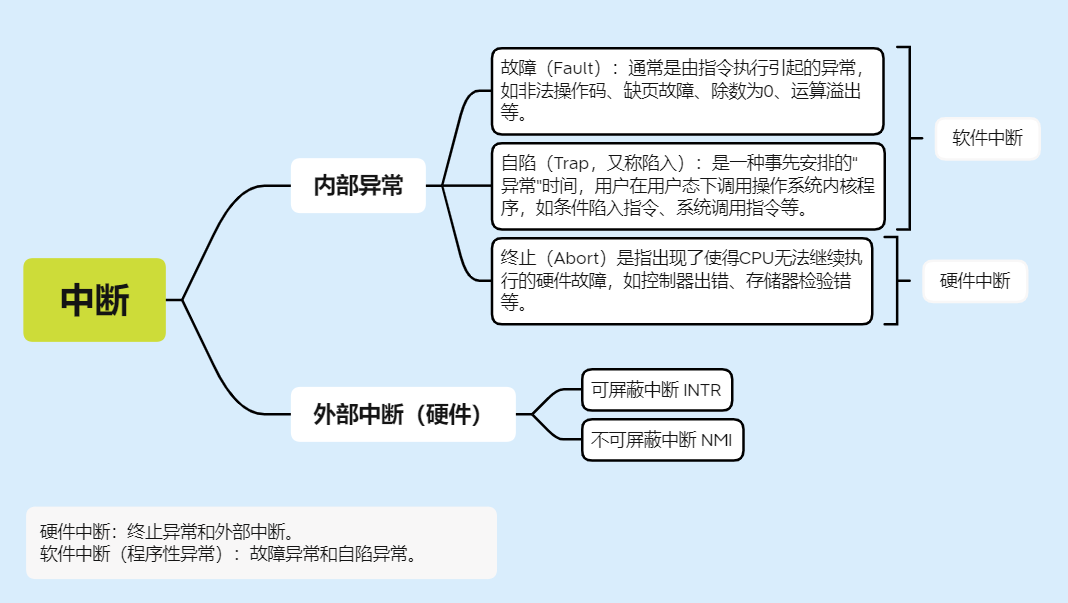 故障（Fault）：通常是由指令执行引起的异常，
如非法操作码、缺页故障、除数为0、运算溢出
等。
软件中断
自陷（Trap，又称陷入）：是一种事先安排的“
异常"时间，用户在用户态下调用操作系统内核程
序，如条件陷入指令、系统调用指令等。
内部异常
终止（Abort）是指出现了使得CPU无法继续执
行的硬件故障，如控制器出错、存储器检验错
等。
硬件中断
中断
外部中断（硬件）
可屏蔽中断 INTR
不可屏蔽中断 NMI
硬件中断：终止异常和外部中断。
软件中断（程序性异常）：故障异常和自陷异常。